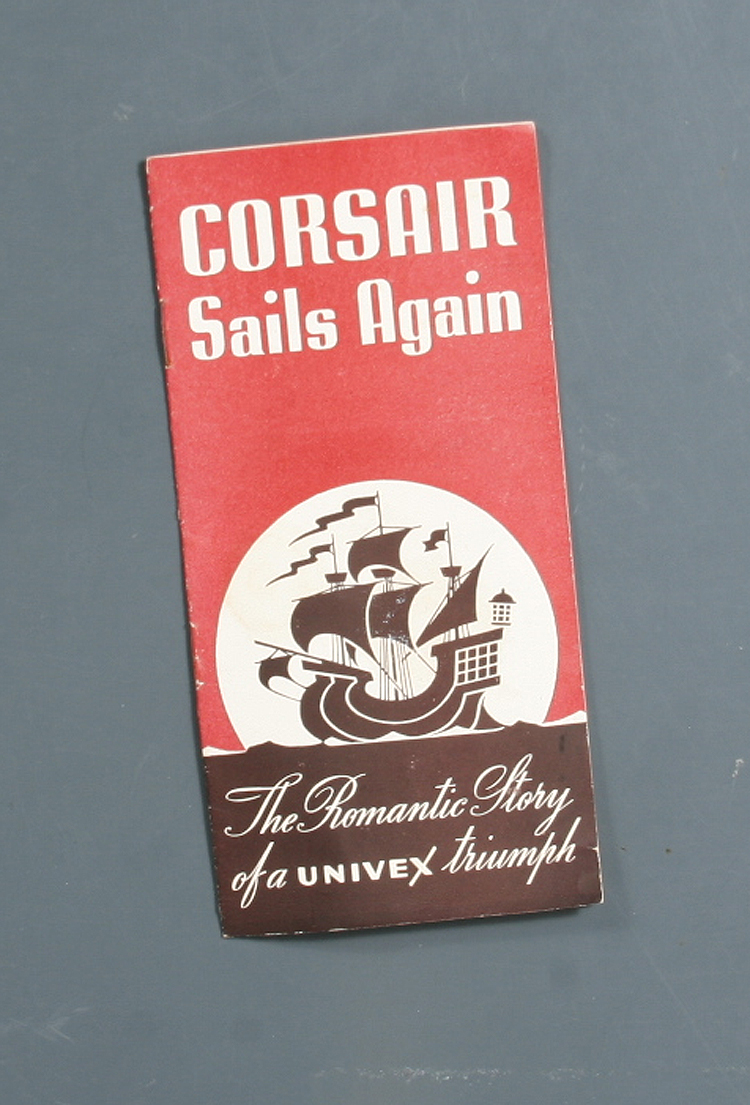 CORSAIR
Sails Again
The Romantic Story
of a UNIVEX triumph